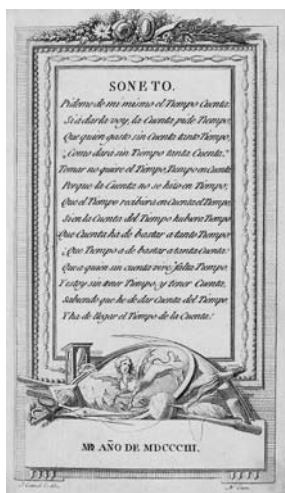 SONETO.
Pídome de mi mismo el Tiempo Cuenta:
Si a darla voy, la Cuenta pide Tiempo,
Que quien gastó sin Cuenta tanto Tiempo,
¿Como dará sin Tiempo tanta Cuenta?
Tomar no quiere el Tiempo, Tiempo en Cuenta
Porque la Cuenta no se hizo en Tiempo;
Que el Tiempo recibiera en Cuenta el Tiempo,
Si en la Cuenta del Tiempo hubiera Tiempo
Que Cuenta ha de bastar a tanto Tiempo
¿Que Tiempo a de bastar a tanta Cuenta?
Que a quien sin cuenta vive, falta Tiempo,
Y estoy sin tener Tiempo, y tener Cuenta,
Sabiendo que he de dar Cuenta del Tiempo
Y ha de llegar el Tiempo de la Cuenta!
AÑO DE MDCCCIII.